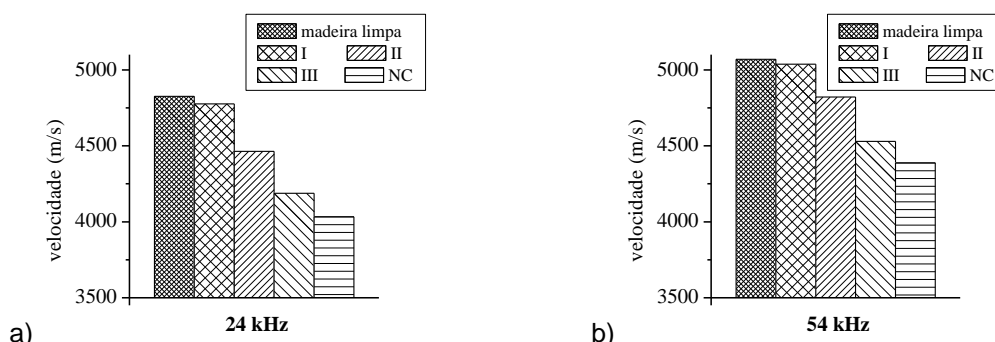 madeira limpa
I II
III NC
5000
4500
4000
3500
velocidade (m/s)
24 kHz
a)
madeira limpa
I II
III NC
5000
4500
4000
3500
velocidade (m/s)
54 kHz
b)